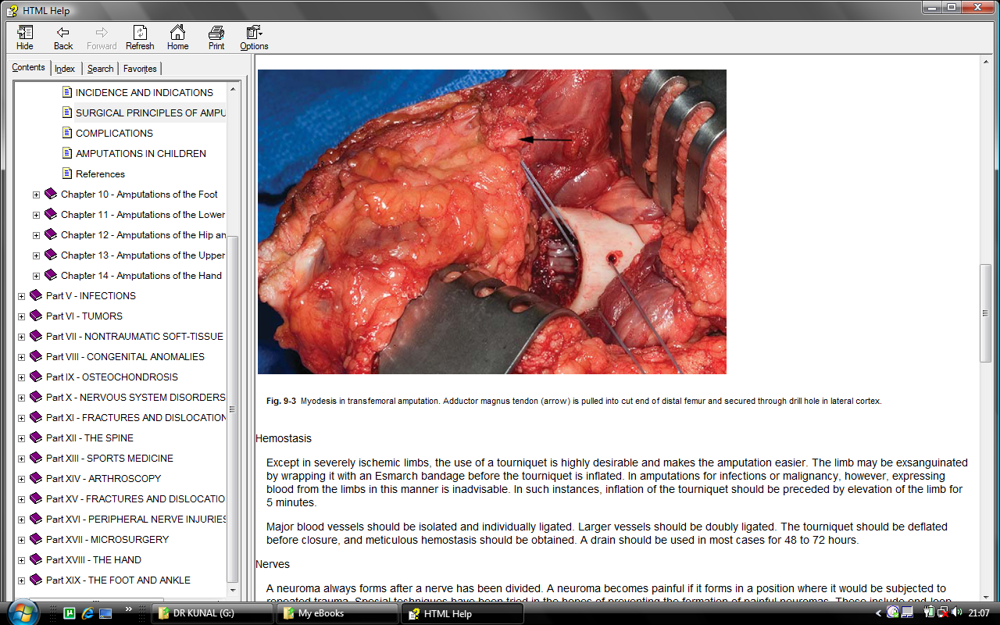 HTML Help
Hide Back Forward Refresh Home Print Options
Contents Index Search Favorites
INCIDENCE AND INDICATIONS
SURGICAL PRINCIPLES OF AMPU
COMPLICATIONS
AMPUTATIONS IN CHILDREN
References
Chapter 10 - Amputations of the Foot
Chapter 11 - Amputations of the Lower
Chapter 12 - Amputations of the Hip an
Chapter 13 - Amputations of the Upper
Chapter 14 - Amputations of the Hand
Part V - INFECTIONS
Part VI - TUMORS
Part VII - NONTRAUMATIC SOFT-TISSUE
Part VIII - CONGENITAL ANOMALIES
Part IX - OSTEOCHONDROSIS
Part X - NERVOUS SYSTEM DISORDERS
Part XI - FRACTURES AND DISLOCATION
Part XII - THE SPINE
Part XIII - SPORTS MEDICINE
Part XIV - ARTHROSCOPY
Part XV - FRACTURES AND DISLOCATIO
Part XVI - PERIPHERAL NERVE INJURIES
Part XVII - MICROSURGERY
Part XVIII - THE HAND
Part XIX - THE FOOT AND ANKLE
Fig. 9-3 Myodesis in transfemoral amputation. Adductor magnus tendon (arrow) is pulled into cut end of distal femur and secured through drill hole in lateral cortex.
Hemostasis
Except in severely ischemic limbs, the use of a tourniquet is highly desirable and makes the amputation easier. The limb may be exsanguinated
by wrapping it with an Esmarch bandage before the tourniquet is inflated. In amputations for infections or malignancy, however, expressing
blood from the limbs in this manner is inadvisable. In such instances, inflation of the tourniquet should be preceded by elevation of the limb for
5 minutes.
Major blood vessels should be isolated and individually ligated. Larger vessels should be doubly ligated. The tourniquet should be deflated
before closure, and meticulous hemostasis should be obtained. A drain should be used in most cases for 48 to 72 hours.
Nerves
A neuroma always forms after a nerve has been divided. A neuroma becomes painful if it forms in a position where it would be subjected to
repeated trauma. Special techniques have been tried in the hopes of preventing the formation of painful neuromas. These include end-loop
DR KUNAL (G:) My eBooks HTML Help 21:07